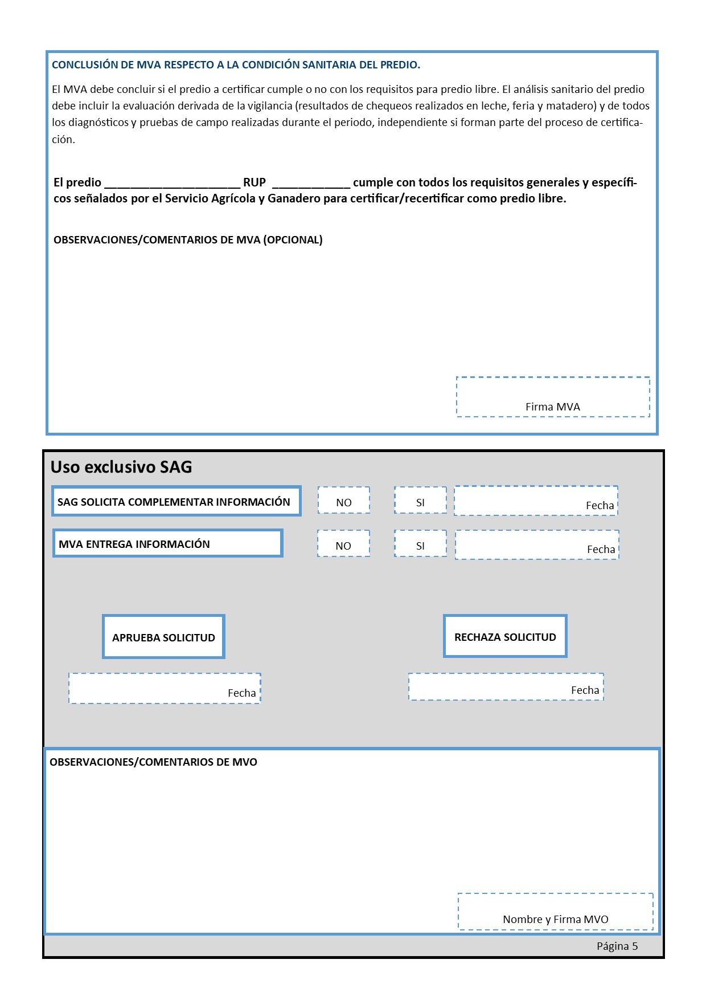 CONCLUSIÓN DE MVA RESPECTO A LA CONDICIÓN SANITARIA DEL PREDIO.
El MVA debe concluir si el predio a certificar cumple o no con los requisitos para predio libre. El análisis sanitario del predio
debe incluir la evaluación derivada de la vigilancia (resultados de chequeos realizados en leche, feria y matadero) y de todos
los diagnósticos y pruebas de campo realizadas durante el periodo, independiente si forman parte del proceso de certifica-
ción.
El predio _____________________ RUP ____________ cumple con todos los requisitos generales y específi-
cos señalados por el Servicio Agrícola y Ganadero para certificar/recertificar como predio libre.
OBSERVACIONES/COMENTARIOS DE MVA (OPCIONAL)
Firma MVA
Uso exclusivo SAG
SAG SOLICITA COMPLEMENTAR INFORMACIÓN NO SI Fecha
MVA ENTREGA INFORMACIÓN NO SI Fecha
APRUEBA SOLICITUD RECHAZA SOLICITUD
Fecha Fecha
OBSERVACIONES/COMENTARIOS DE MVO
Nombre y Firma MVO
Página 5